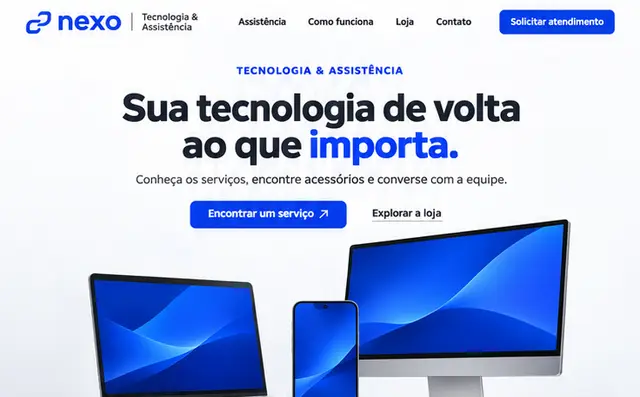 nexo
Tecnologia &
Assistência
Assistência
Como funciona
Loja
Contato
Solicitar atendimento
TECNOLOGIA & ASSISTÊNCIA
Sua tecnologia de volta
ao que importa.
Conheça os serviços, encontre acessórios e converse com a equipe.
Encontrar um serviço ↗
Explorar a loja